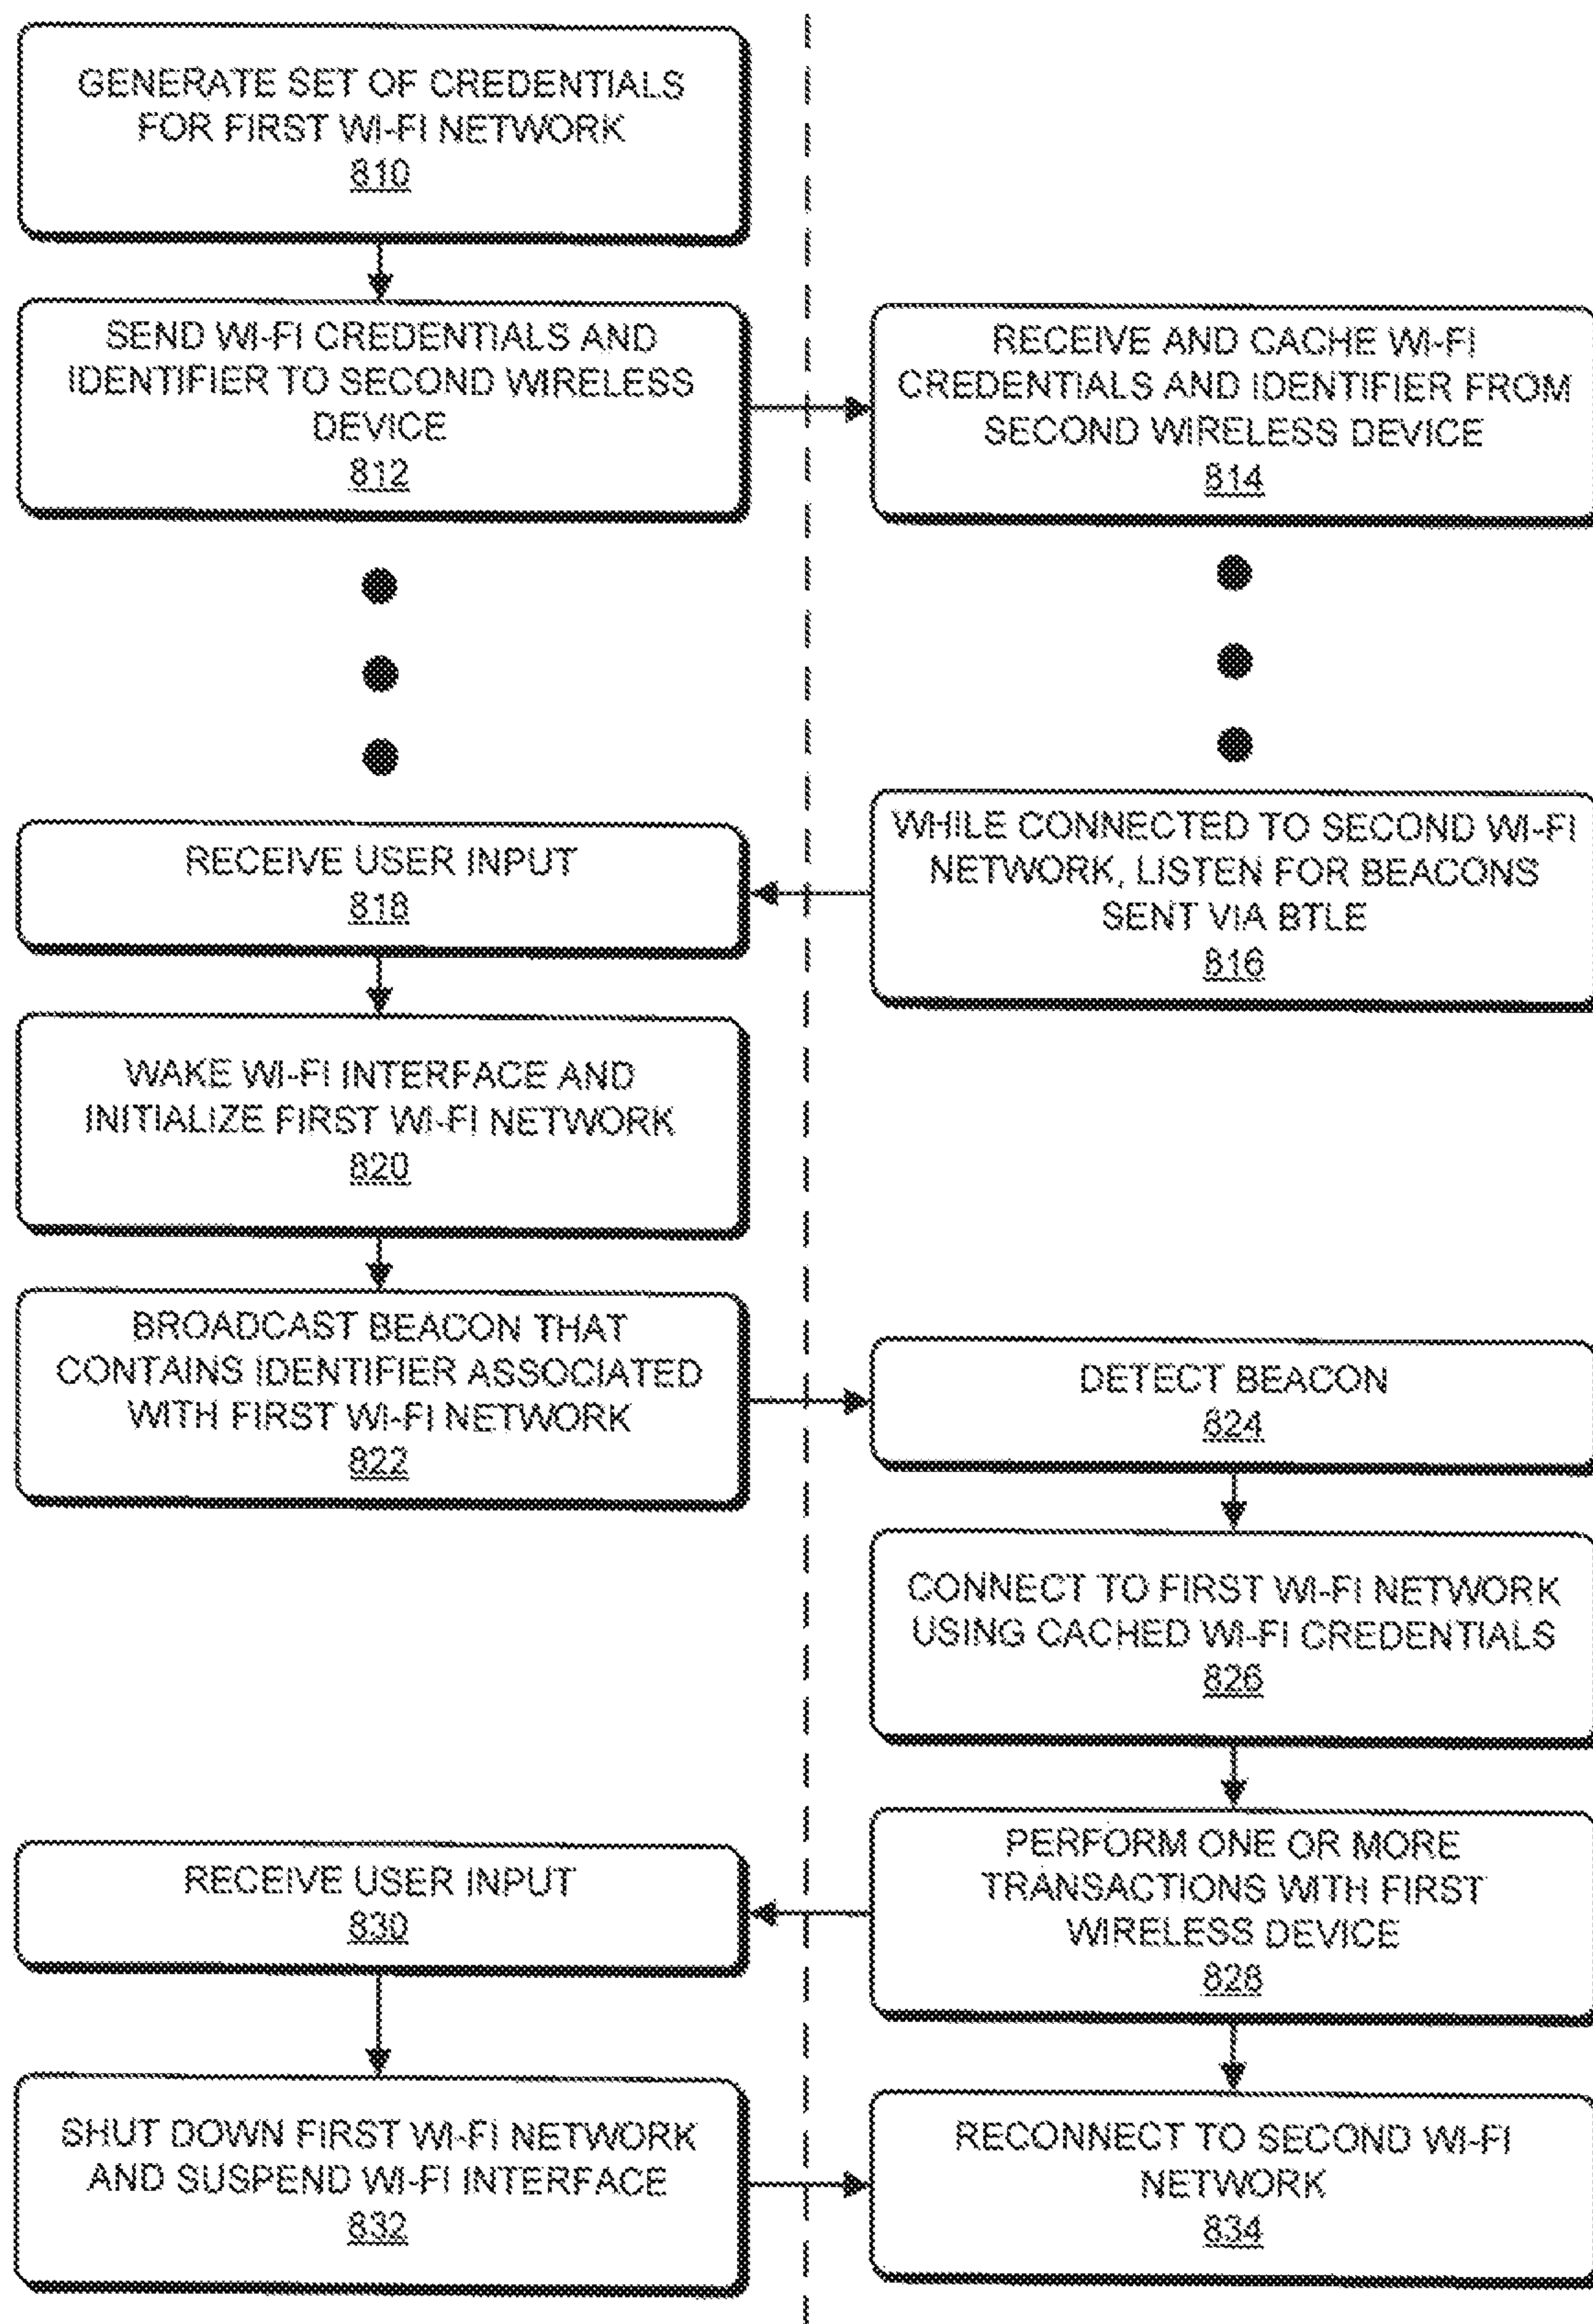 GENERATE SET OF CREDENTIALS
FOR FIRST WI-FI NETWORK
810
SEND WI-FI CREDENTIALS AND
IDENTIFIER TO SECOND WIRELESS
DEVICE
812
RECEIVE AND CACHE WI-FI
CREDENTIALS AND IDENTIFIER FROM
SECOND WIRELESS DEVICE
814
WHILE CONNECTED TO SECOND WI-FI
NETWORK, LISTEN FOR BEACONS
SENT VIA BTLE
816
RECEIVE USER INPUT
818
WAKE WI-FI INTERFACE AND
INITIALIZE FIRST WI-FI NETWORK
820
BROADCAST BEACON THAT
CONTAINS IDENTIFIER ASSOCIATED
WITH FIRST WI-FI NETWORK
822
DETECT BEACON
824
CONNECT TO FIRST WI-FI NETWORK
USING CACHED WI-FI CREDENTIALS
826
PERFORM ONE OR MORE
TRANSACTIONS WITH FIRST
WIRELESS DEVICE
828
RECEIVE USER INPUT
830
SHUT DOWN FIRST WI-FI NETWORK
AND SUSPEND WI-FI INTERFACE
832
RECONNECT TO SECOND WI-FI
NETWORK
834